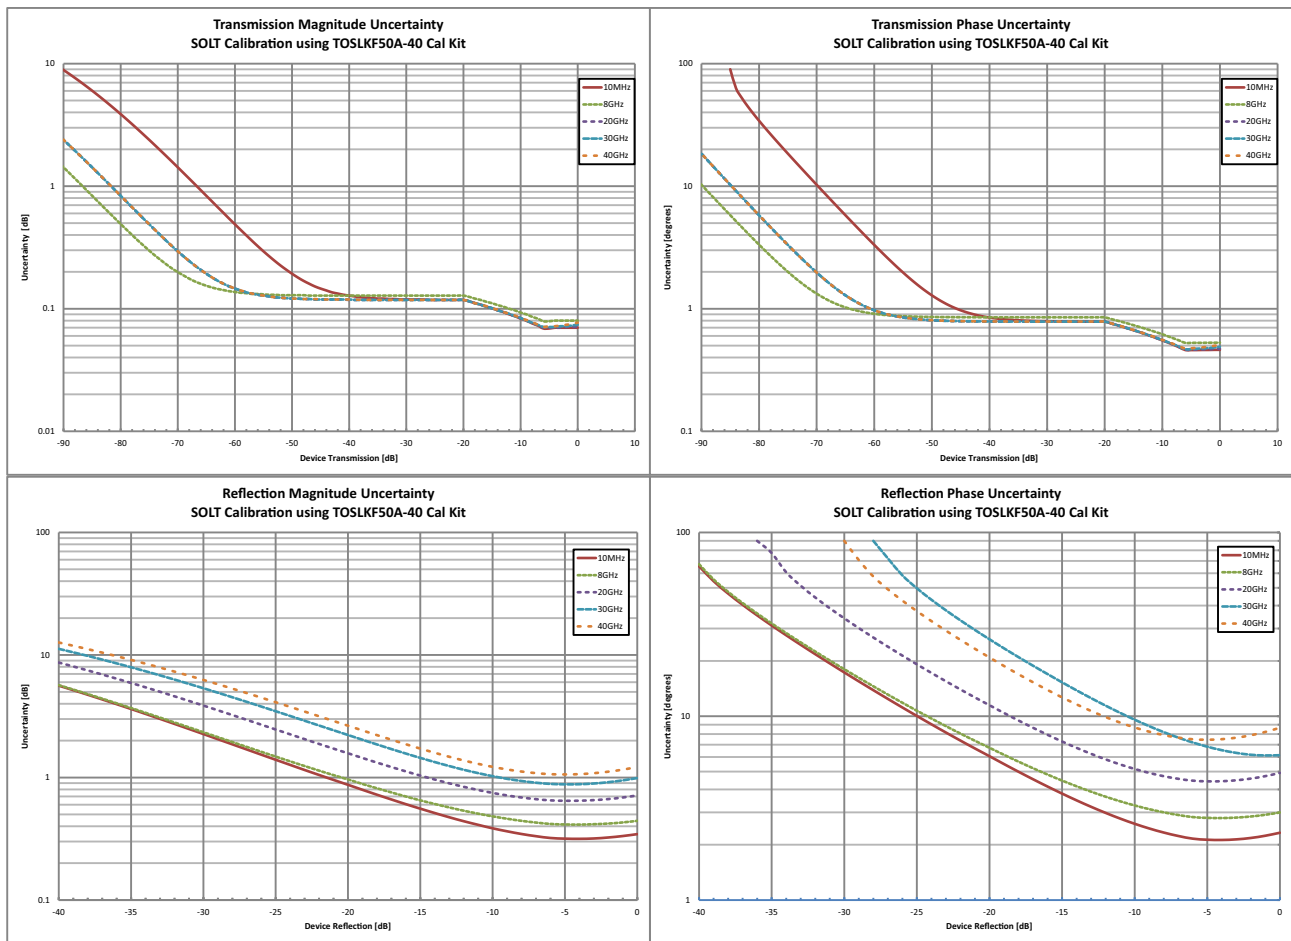 Transmission Magnitude Uncertainty
SOLT Calibration using TOSLKF50A-40 Cal Kit
10
1
0.1
0.01
Uncertainty [dB]
-90 -80 -70 -60 -50 -40 -30 -20 -10 0 10
Device Transmission [dB]
10MHz
8GHz
20GHz
30GHz
40GHz
Transmission Phase Uncertainty
SOLT Calibration using TOSLKF50A-40 Cal Kit
100
10
1
0.1
Uncertainty [degrees]
-90 -80 -70 -60 -50 -40 -30 -20 -10 0 10
Device Transmission [dB]
10MHz
8GHz
20GHz
30GHz
40GHz
Reflection Magnitude Uncertainty
SOLT Calibration using TOSLKF50A-40 Cal Kit
100
10
1
0.1
Uncertainty [dB]
-40 -35 -30 -25 -20 -15 -10 -5 0
Device Reflection [dB]
10MHz
8GHz
20GHz
30GHz
40GHz
Reflection Phase Uncertainty
SOLT Calibration using TOSLKF50A-40 Cal Kit
100
10
1
Uncertainty [degrees]
-40 -35 -30 -25 -20 -15 -10 -5 0
Device Reflection [dB]
10MHz
8GHz
20GHz
30GHz
40GHz